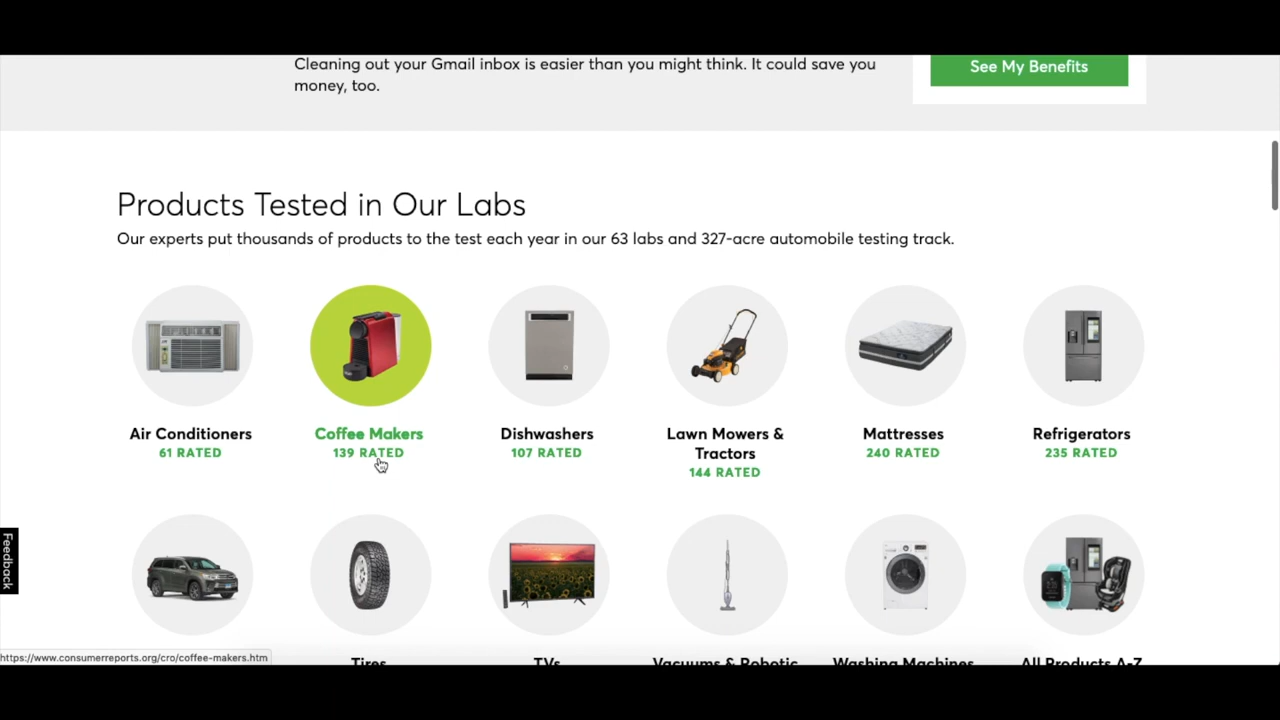 Cleaning out your Gmail inbox is easier than you might think. It could save you
money, too.
See My Benefits
Products Tested in Our Labs
Our experts put thousands of products to the test each year in our 63 labs and 327-acre automobile testing track.
Air Conditioners
61 RATED
Coffee Makers
139 RATED
Dishwashers
107 RATED
Lawn Mowers &
Tractors
144 RATED
Mattresses
240 RATED
Refrigerators
235 RATED
Feedback
Tires
TVs
Vacuums & Robotic
Washing Machines
All Products A-Z
https://www.consumerreports.org/cro/coffee-makers.htm